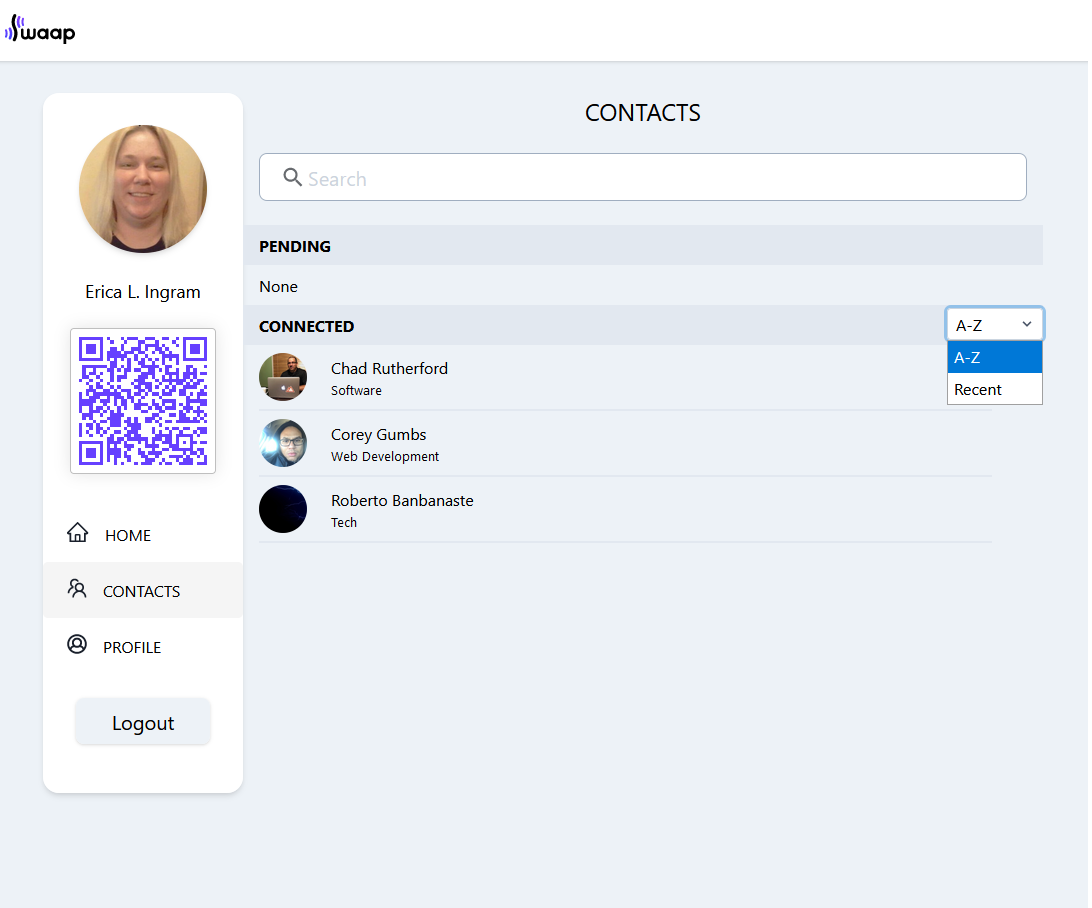 Swaap
CONTACTS
Search
Erica L. Ingram
PENDING
None
CONNECTED
A-Z
A-Z
Recent
Chad Rutherford
Software
Corey Gumbs
Web Development
Roberto Banbanaste
Tech
HOME
CONTACTS
PROFILE
Logout